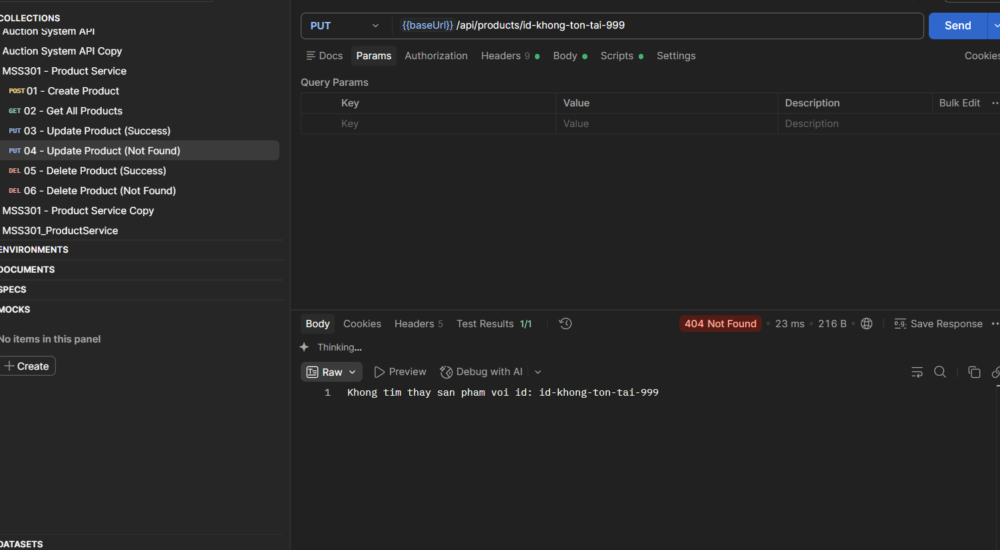 COLLECTIONS
Auction System API
Auction System API Copy
MSS301 - Product Service
POST 01 - Create Product
GET 02 - Get All Products
PUT 03 - Update Product (Success)
PUT 04 - Update Product (Not Found)
DEL 05 - Delete Product (Success)
DEL 06 - Delete Product (Not Found)
MSS301 - Product Service Copy
MSS301_ProductService
ENVIRONMENTS
DOCUMENTS
SPECS
MOCKS
No items in this panel
Create
DATASETS
PUT {{baseUrl}} /api/products/id-khong-ton-tai-999 Send
Docs Params Authorization Headers 9 Body Scripts Settings Cookies
Query Params
Key Value Description Bulk Edit
Key Value Description
Body Cookies Headers 5 Test Results 1/1 404 Not Found 23 ms 216 B e.g. Save Response
Thinking...
Raw Preview Debug with AI
1 Khong tim thay san pham voi id: id-khong-ton-tai-999